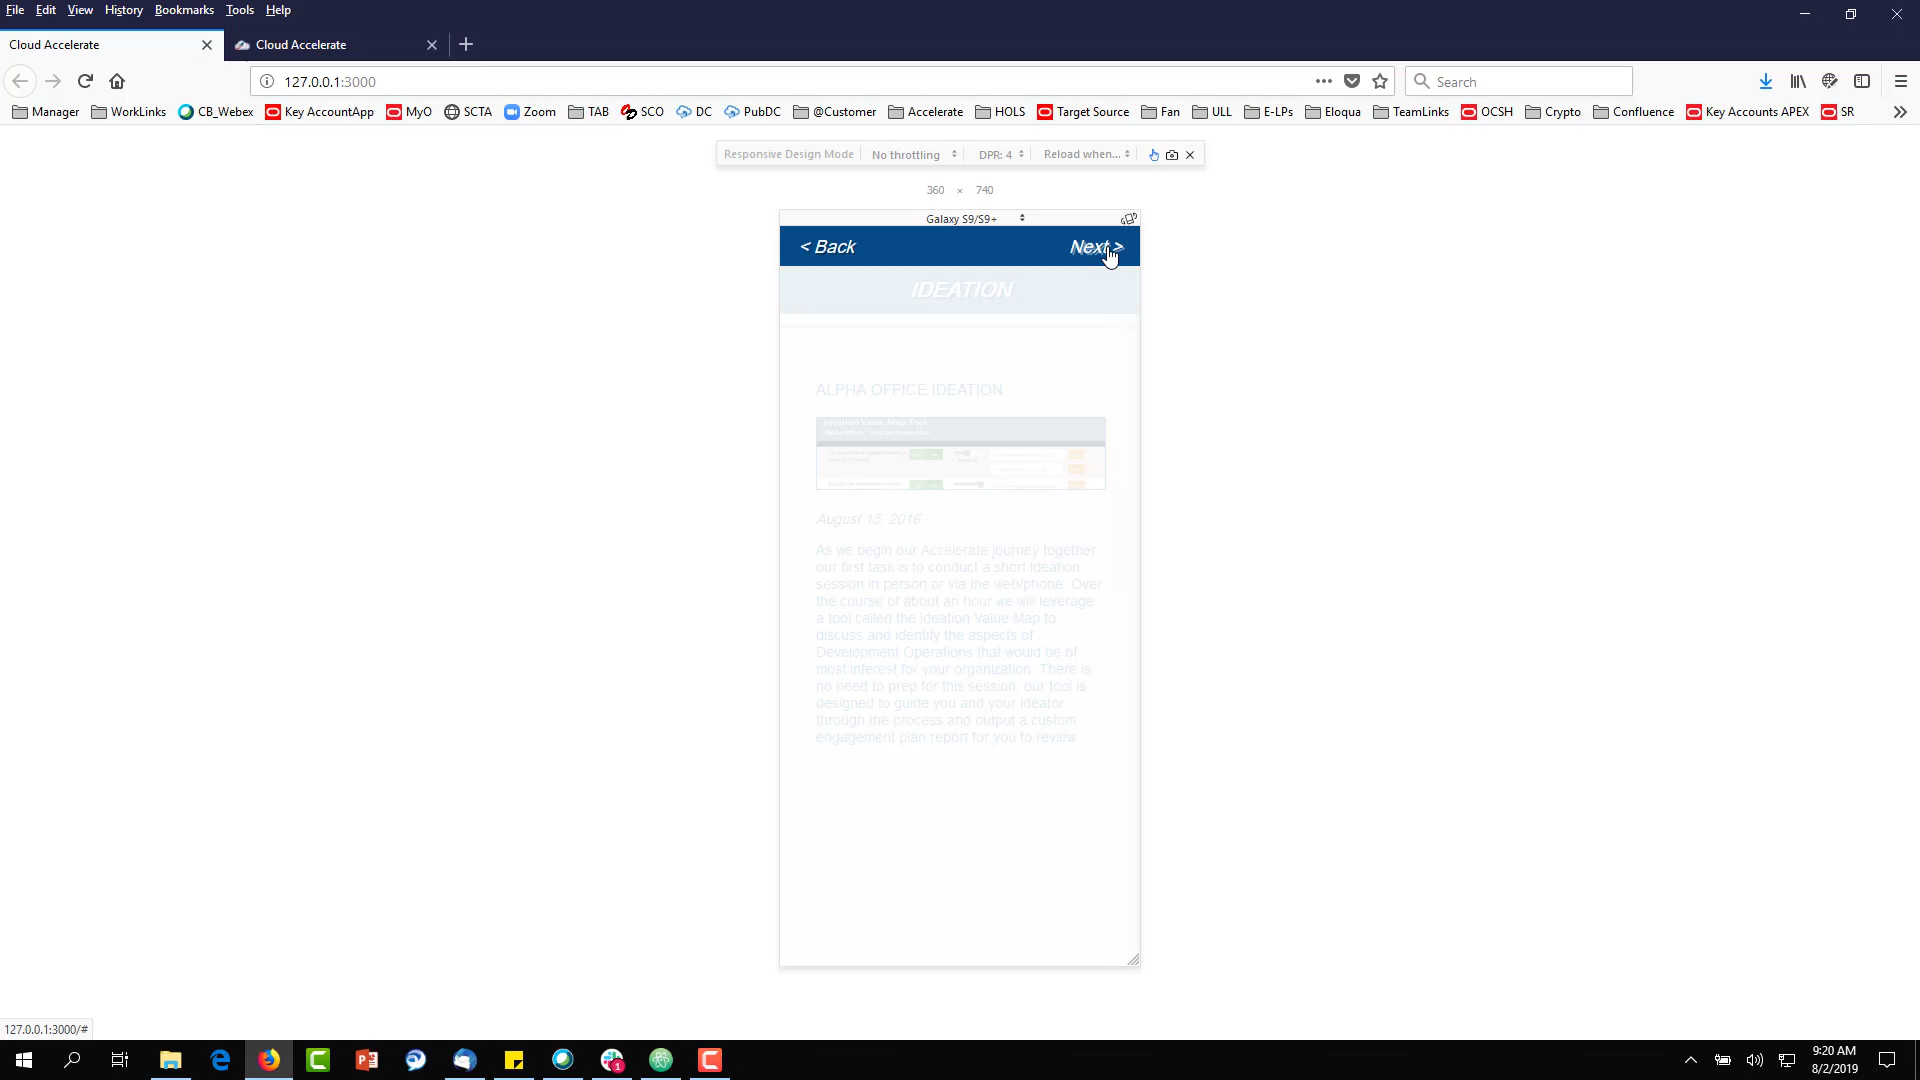 File Edit View History Bookmarks Tools Help
Cloud Accelerate Cloud Accelerate
127.0.0.1:3000 Search
Manager WorkLinks CB_Webex Key AccountApp MyO SCTA Zoom TAB SCO DC PubDC @Customer Accelerate HOLS Target Source Fan ULL E-LPs Eloqua TeamLinks OCSH Crypto Confluence Key Accounts APEX SR
Responsive Design Mode No throttling DPR: 4 Reload when...
360 × 740
Galaxy S9/S9+
< Back Next >
IDEATION
ALPHA OFFICE IDEATION
Ideation Value Map Tool
August 15, 2016
As we begin our Accelerate journey together
our first task is to conduct a short Ideation
session in person or via the web/phone. Over
the course of about an hour we will leverage
a tool called the ideation Value Map to
discuss and identify the aspects of
Development Operations that would be of
most interest for your organization. There is
no need to prep for this session, our tool is
designed to guide you and your Ideator
through the process and output a custom
engagement plan report for you to review
127.0.0.1:3000/#
1
9:20 AM
8/2/2019